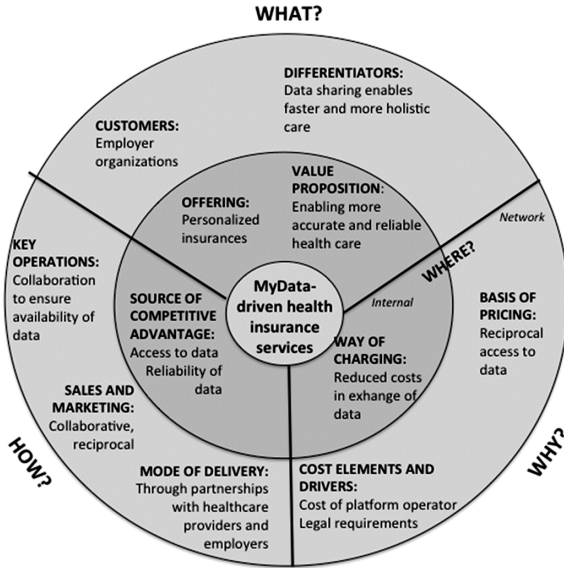 WHAT?
DIFFERENTIATORS:
Data sharing enables
faster and more holistic
care
CUSTOMERS:
Employer
organizations
VALUE
PROPOSITION:
Enabling more
accurate and reliable
health care
OFFERING:
Personalized
insurances
Network
WHERE?
Internal
MyData-
driven health
insurance
services
KEY
OPERATIONS:
Collaboration
to ensure
availability of
data
SOURCE OF
COMPETITIVE
ADVANTAGE:
Access to data
Reliability of
data
WAY OF
CHARGING:
Reduced costs
in exhange of
data
BASIS OF
PRICING:
Reciprocal
access to
data
SALES AND
MARKETING:
Collaborative,
reciprocal
HOW?
WHY?
MODE OF DELIVERY:
Through partnerships
with healthcare
providers and
employers
COST ELEMENTS AND
DRIVERS:
Cost of platform operator
Legal requirements